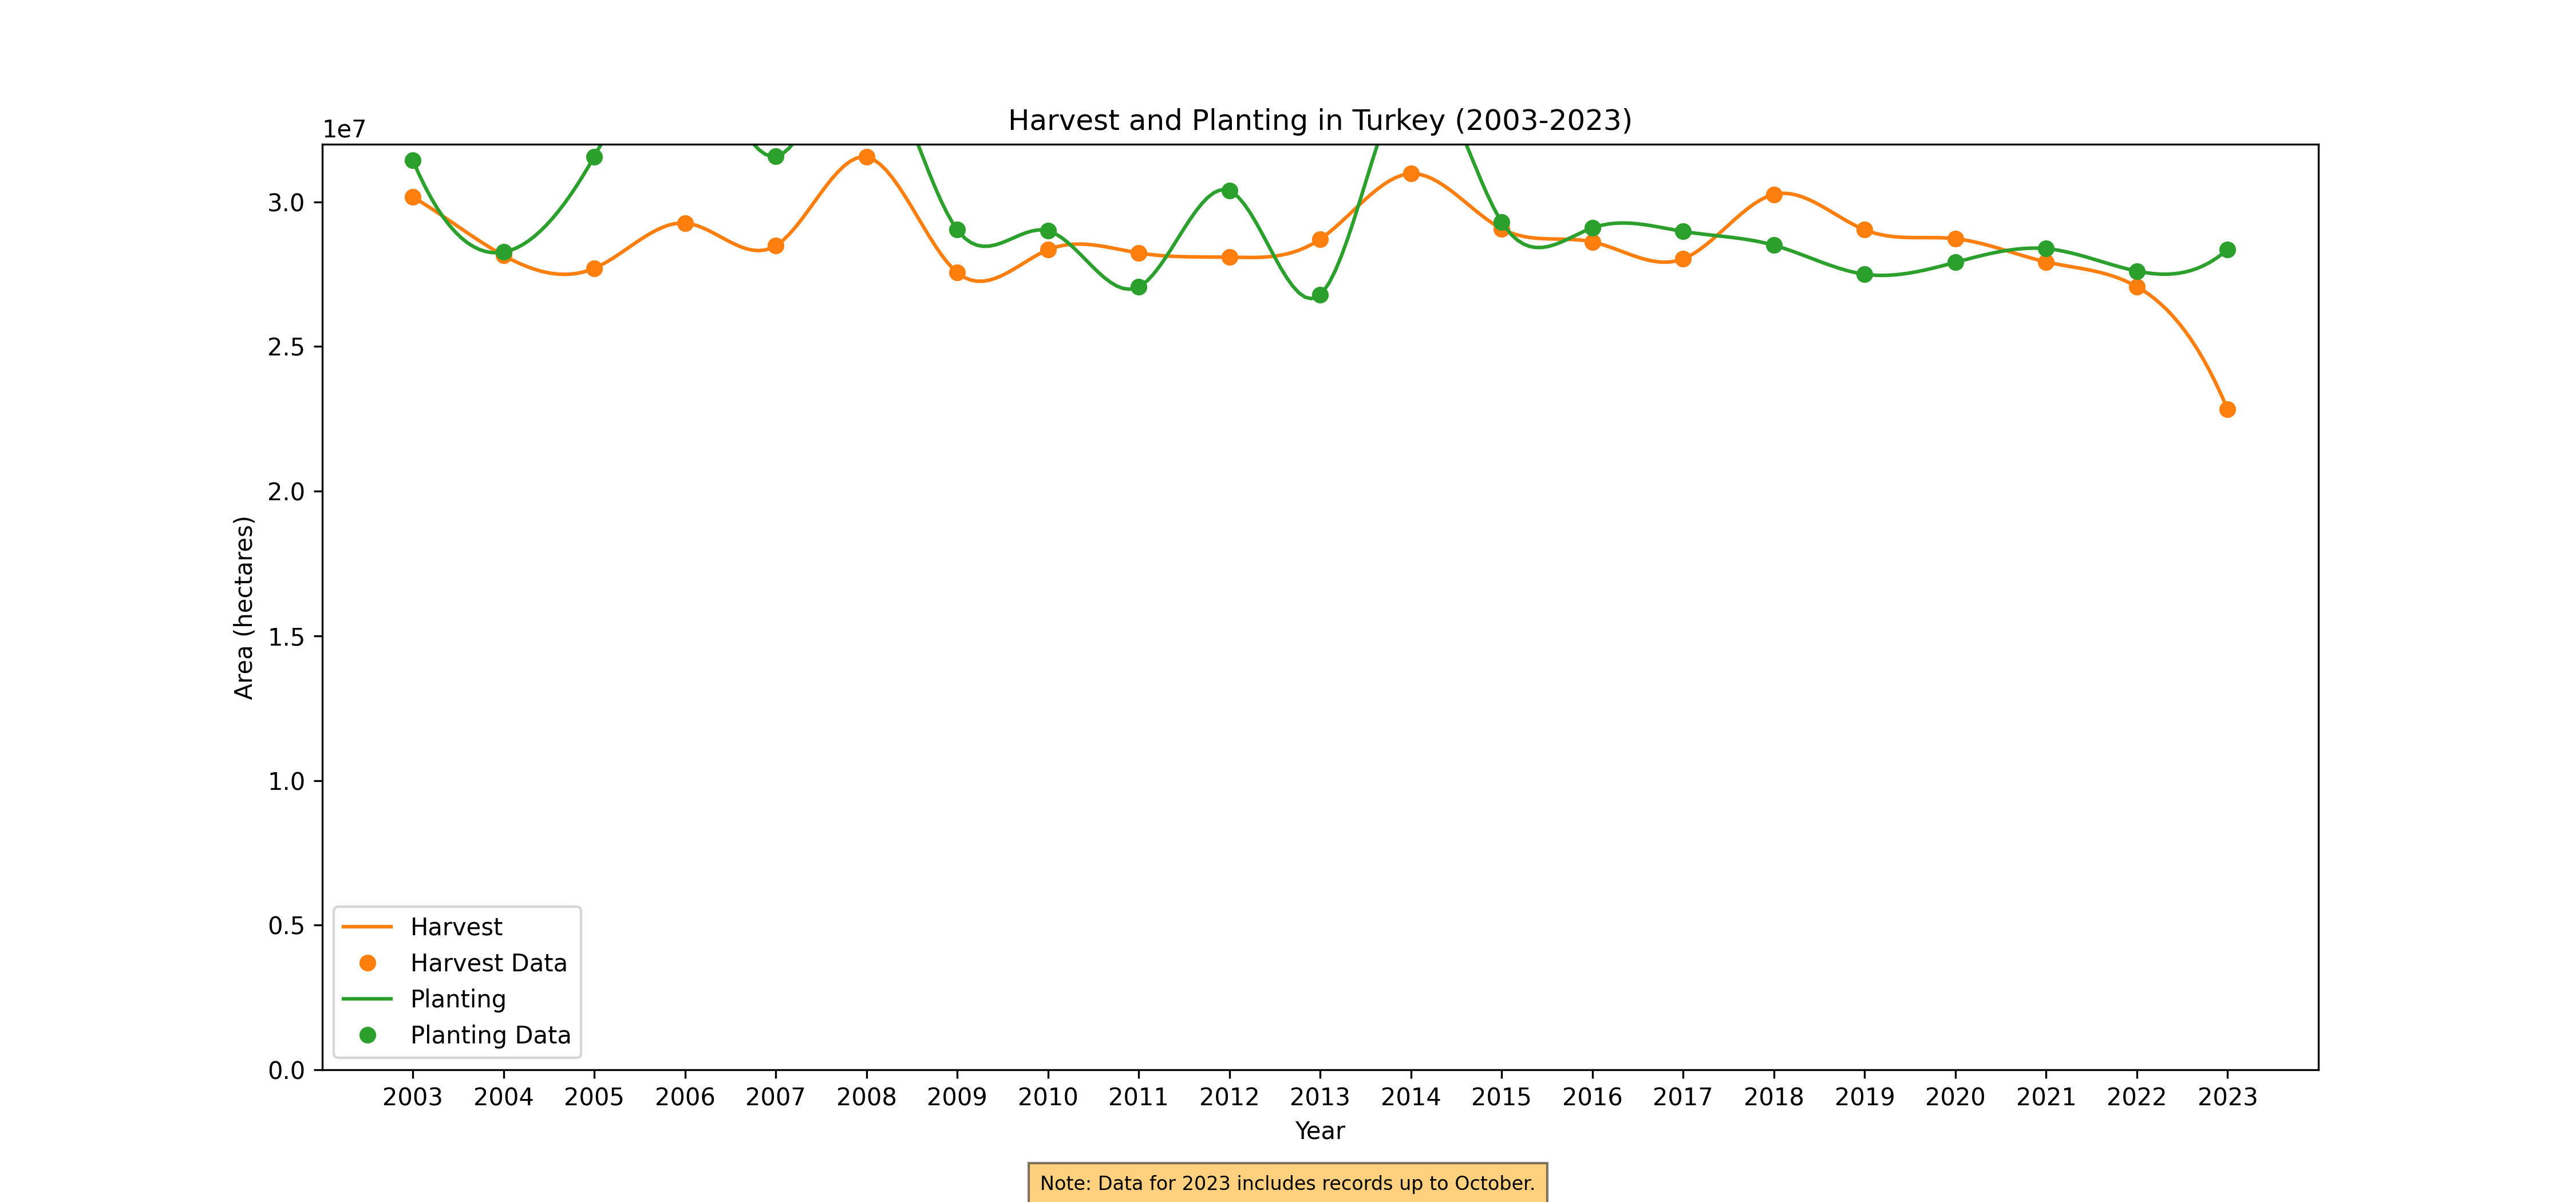 Harvest and Planting in Turkey (2003-2023)
1e7
3.0
2.5
2.0
1.5
1.0
0.5
0.0
Area (hectares)
Harvest
Harvest Data
Planting
Planting Data
2003 2004 2005 2006 2007 2008 2009 2010 2011 2012 2013 2014 2015 2016 2017 2018 2019 2020 2021 2022 2023
Year
Note: Data for 2023 includes records up to October.